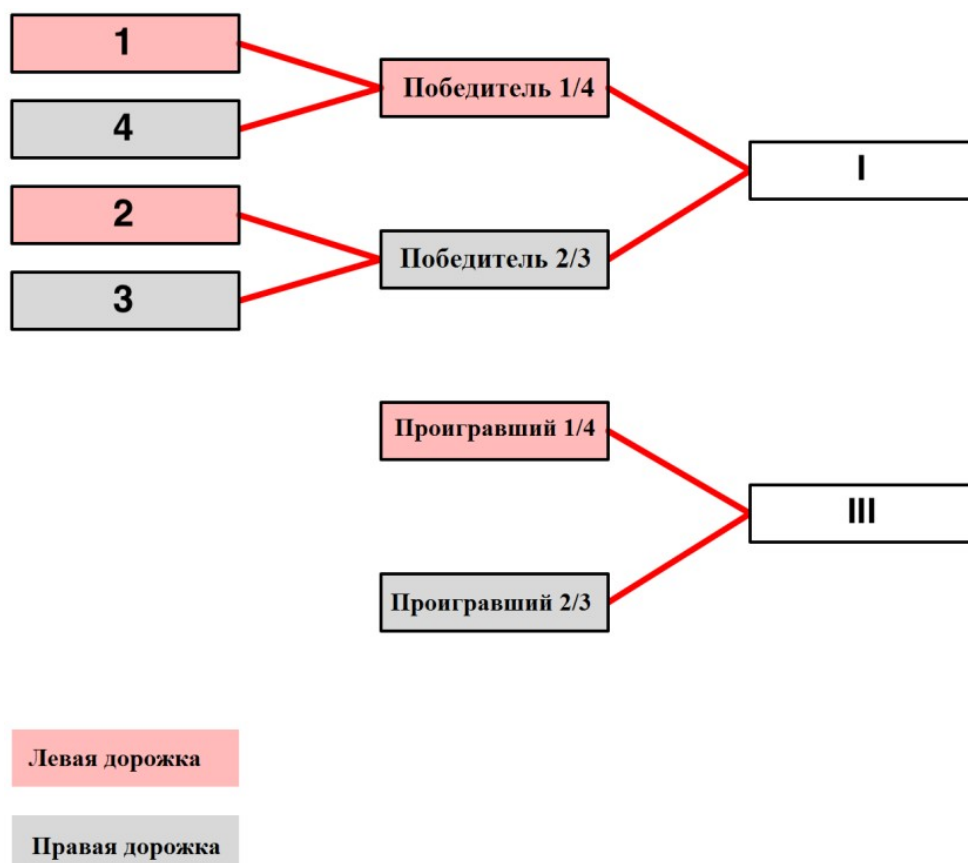 1
Победитель 1/4
4
I
2
Победитель 2/3
3
Проигравший 1/4
III
Проигравший 2/3
Левая дорожка
Правая дорожка